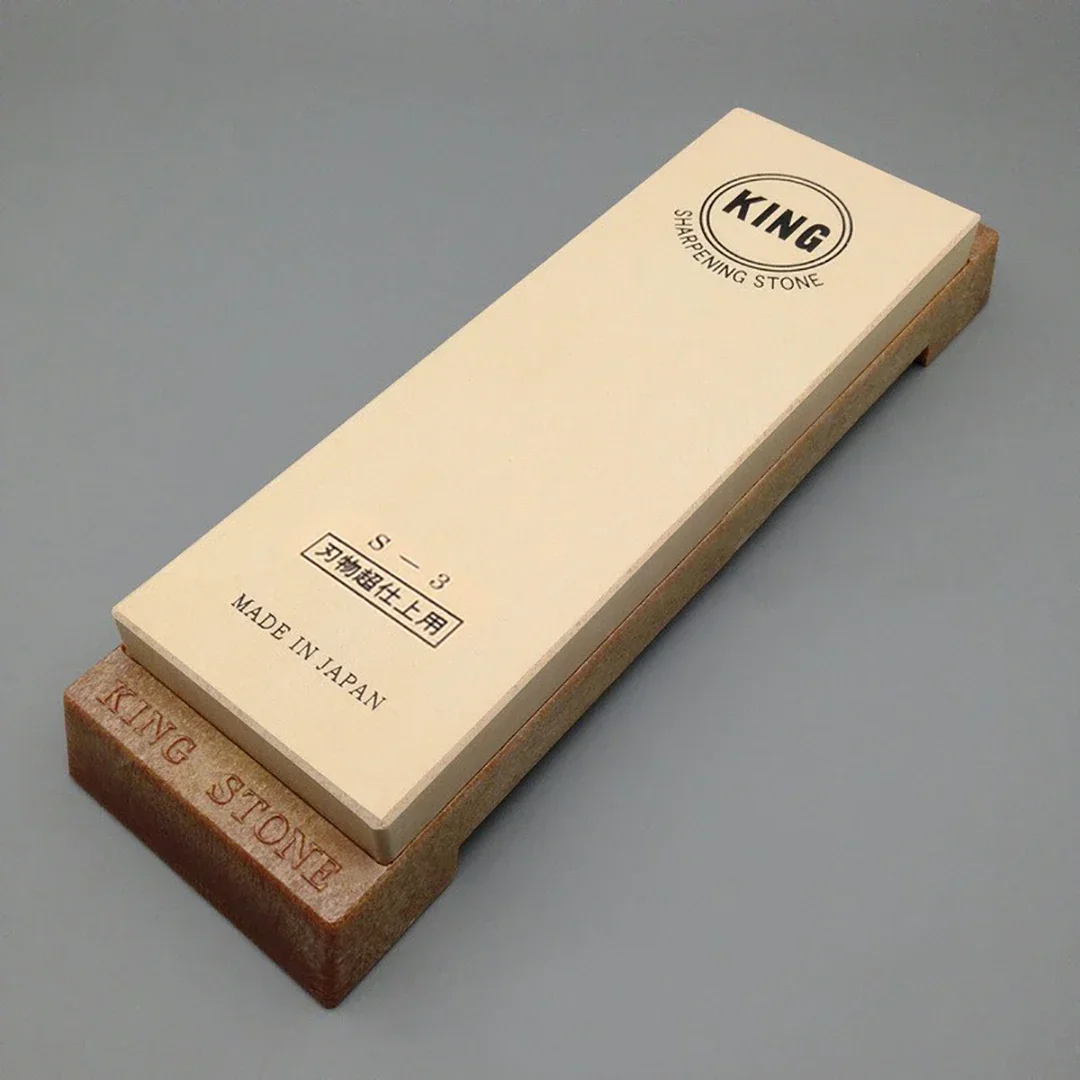 KING
SHARPENING STONE
S — 3
刃物超仕上用
MADE IN JAPAN
KING STONE